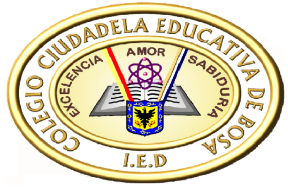 COLEGIO CIUDADELA EDUCATIVA DE BOSA
EXCELENCIA
AMOR
SABIDURIA
I.E.D